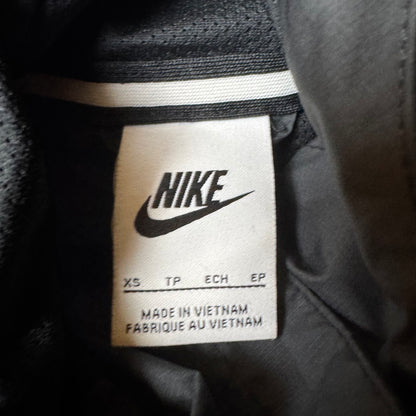 NIKE
XS TP ECH EP
MADE IN VIETNAM
FABRIQUE AU VIETNAM